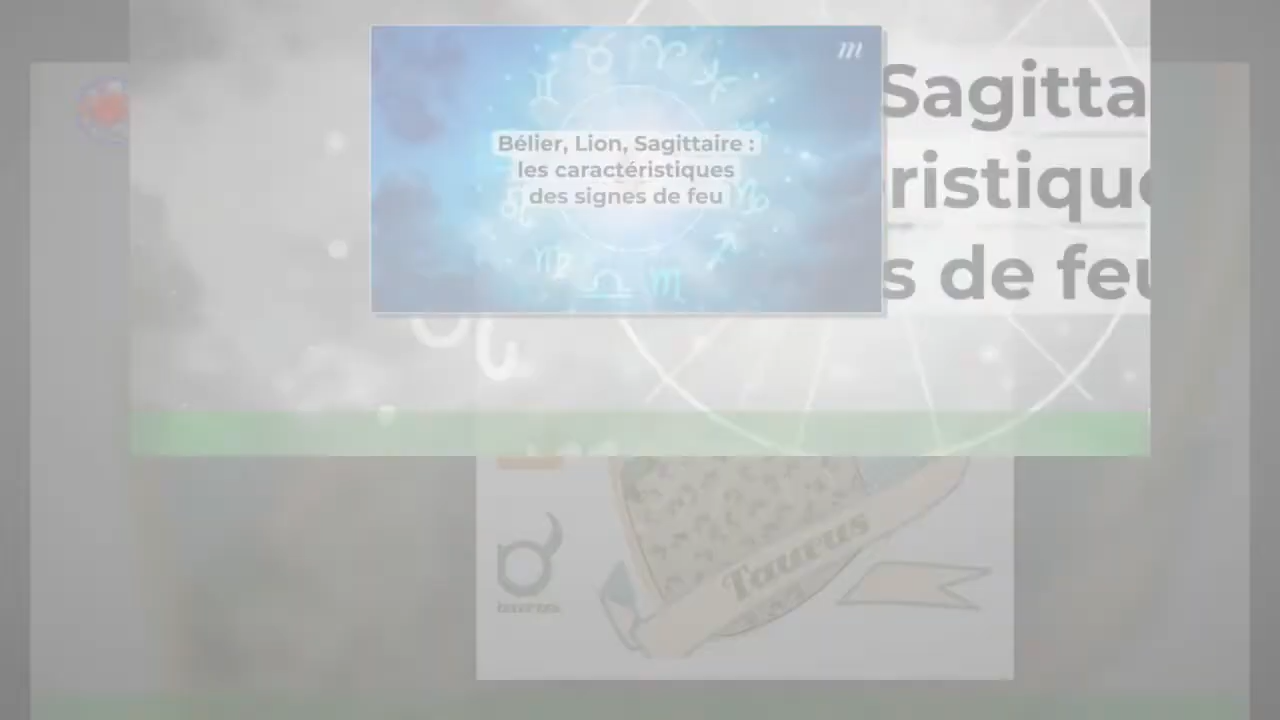 m
Bélier, Lion, Sagittaire :
les caractéristiques
des signes de feu
Sagitta
ristique
s de feu
Taurus